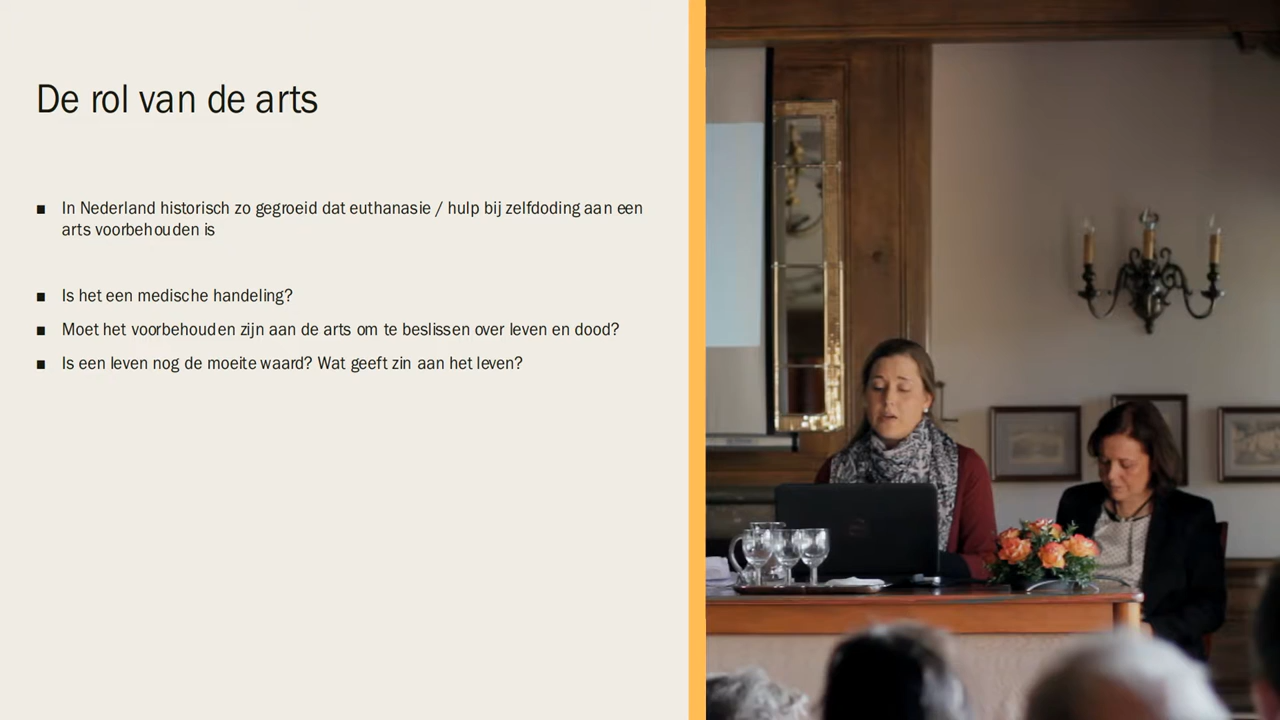 De rol van de arts
▪ In Nederland historisch zo gegroeid dat euthanasie / hulp bij zelfdoding aan een
arts voorbehouden is
▪ Is het een medische handeling?
▪ Moet het voorbehouden zijn aan de arts om te beslissen over leven en dood?
▪ Is een leven nog de moeite waard? Wat geeft zin aan het leven?